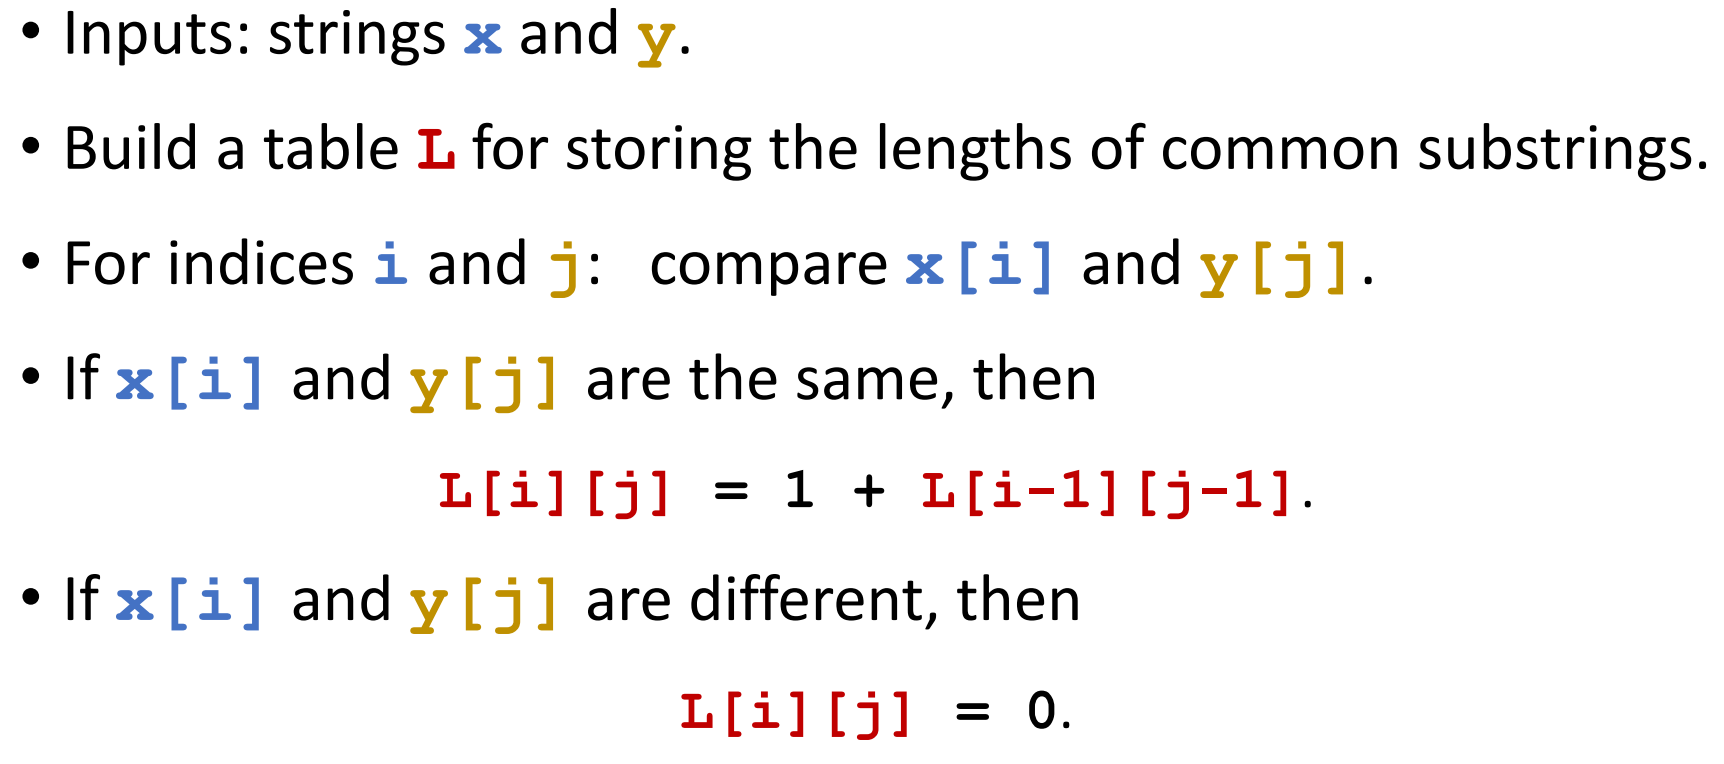 • Inputs: strings x and y.
• Build a table L for storing the lengths of common substrings.
• For indices i and j: compare x[i] and y[j].
• If x[i] and y[j] are the same, then
L[i][j] = 1 + L[i-1][j-1].
• If x[i] and y[j] are different, then
L[i][j] = 0.